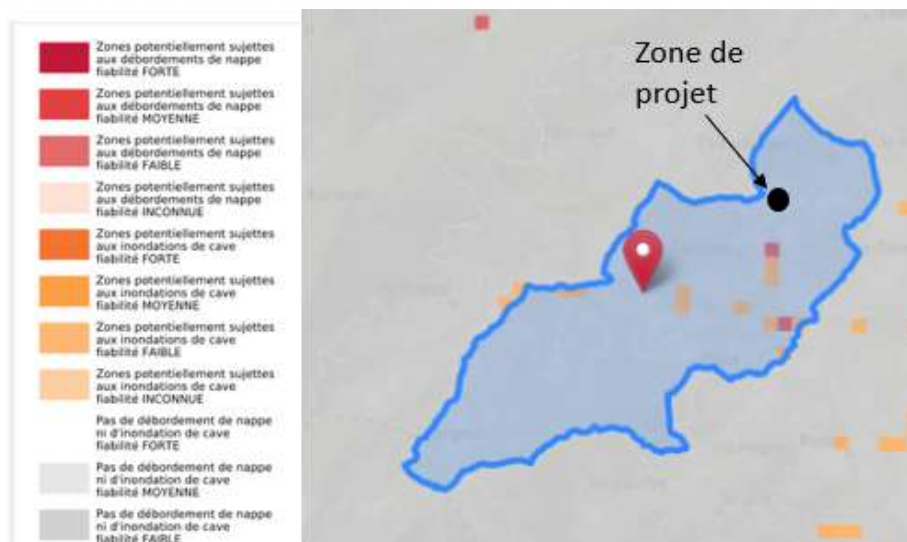 Zones potentiellement sujettes
aux débordements de nappe
fiabilité FORTE
Zones potentiellement sujettes
aux débordements de nappe
fiabilité MOYENNE
Zones potentiellement sujettes
aux débordements de nappe
fiabilité FAIBLE
Zones potentiellement sujettes
aux débordements de nappe
fiabilité INCONNUE
Zones potentiellement sujettes
aux inondations de cave
fiabilité FORTE
Zones potentiellement sujettes
aux inondations de cave
fiabilité MOYENNE
Zones potentiellement sujettes
aux inondations de cave
fiabilité FAIBLE
Zones potentiellement sujettes
aux inondations de cave
fiabilité INCONNUE
Pas de débordement de nappe
ni d'inondation de cave
fiabilité FORTE
Pas de débordement de nappe
ni d'inondation de cave
fiabilité MOYENNE
Pas de débordement de nappe
ni d'inondation de cave
fiabilité FAIBLE
Zone de
projet